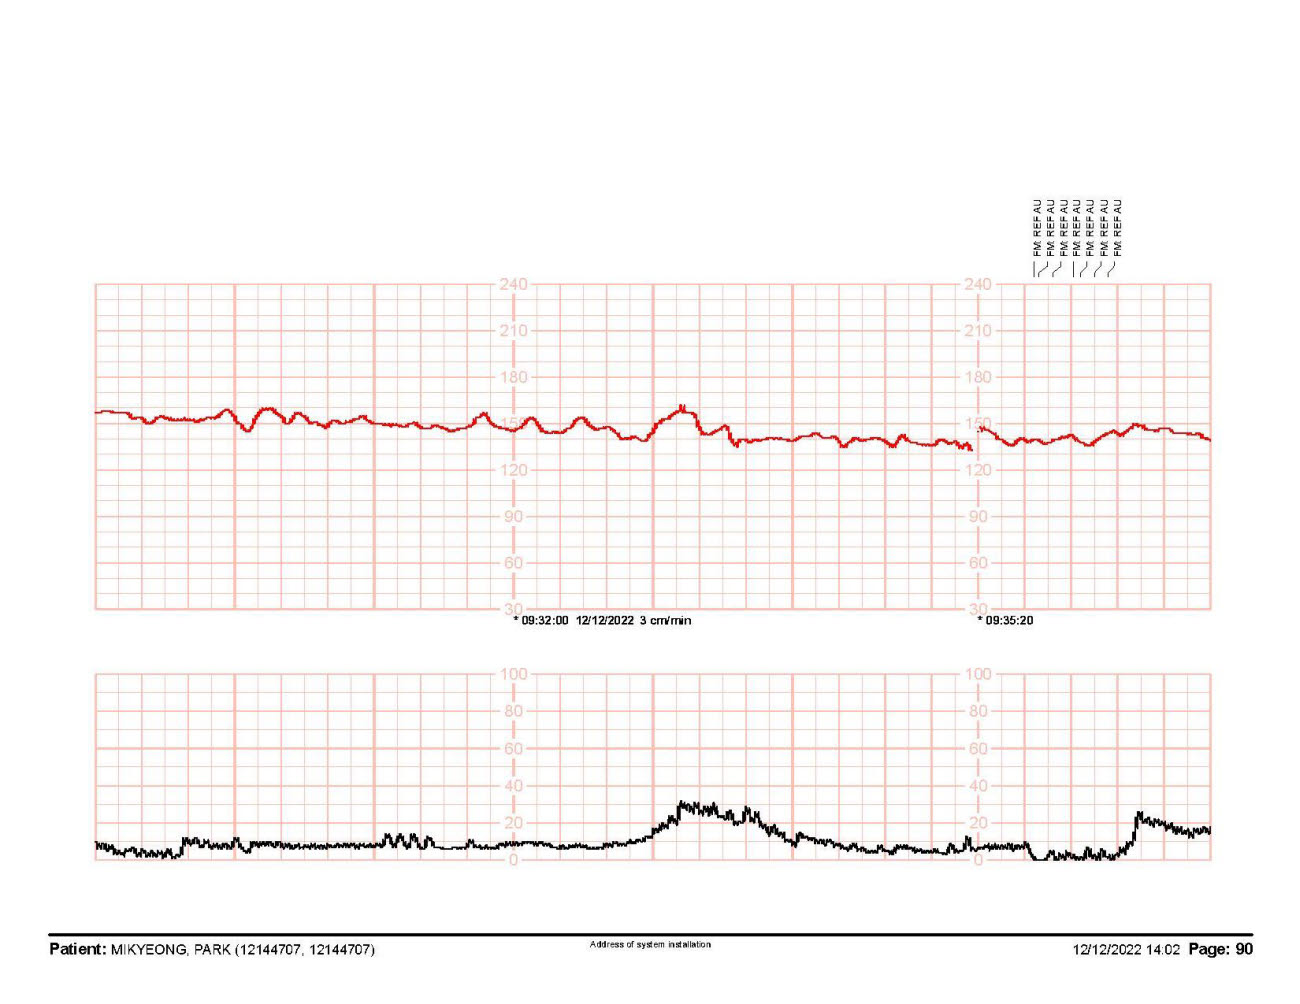 FM: REF AU
FM: REF AU
FM: REF AU
FM: REF AU
FM: REF AU
FM: REF AU
FM: REF AU
240 240
210 210
180 180
150 150
120 120
90 90
60 60
30 30
* 09:32:00 12/12/2022 3 cm/min * 09:35:20
100 100
80 80
60 60
40 40
20 20
0 0
Patient: MIKYEONG, PARK (12144707, 12144707) Address of system installation 12/12/2022 14:02 Page: 90